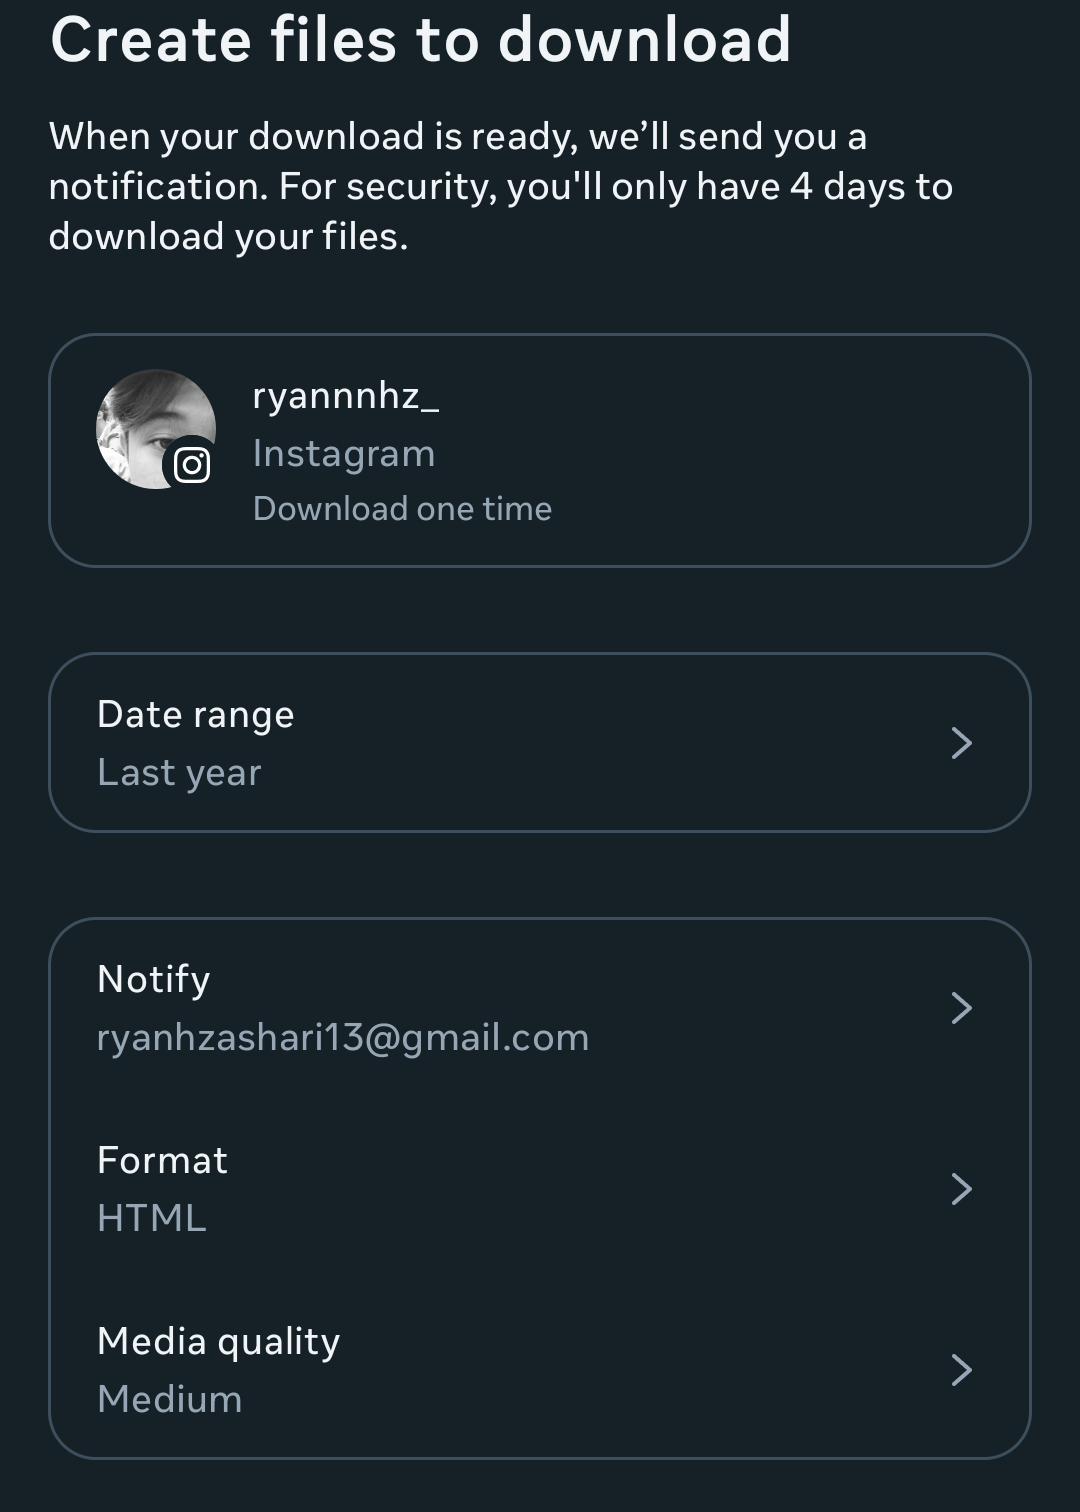 Create files to download
When your download is ready, we’ll send you a
notification. For security, you'll only have 4 days to
download your files.
ryannnhz_
Instagram
Download one time
Date range
Last year
Notify
ryanhzashari13@gmail.com
Format
HTML
Media quality
Medium